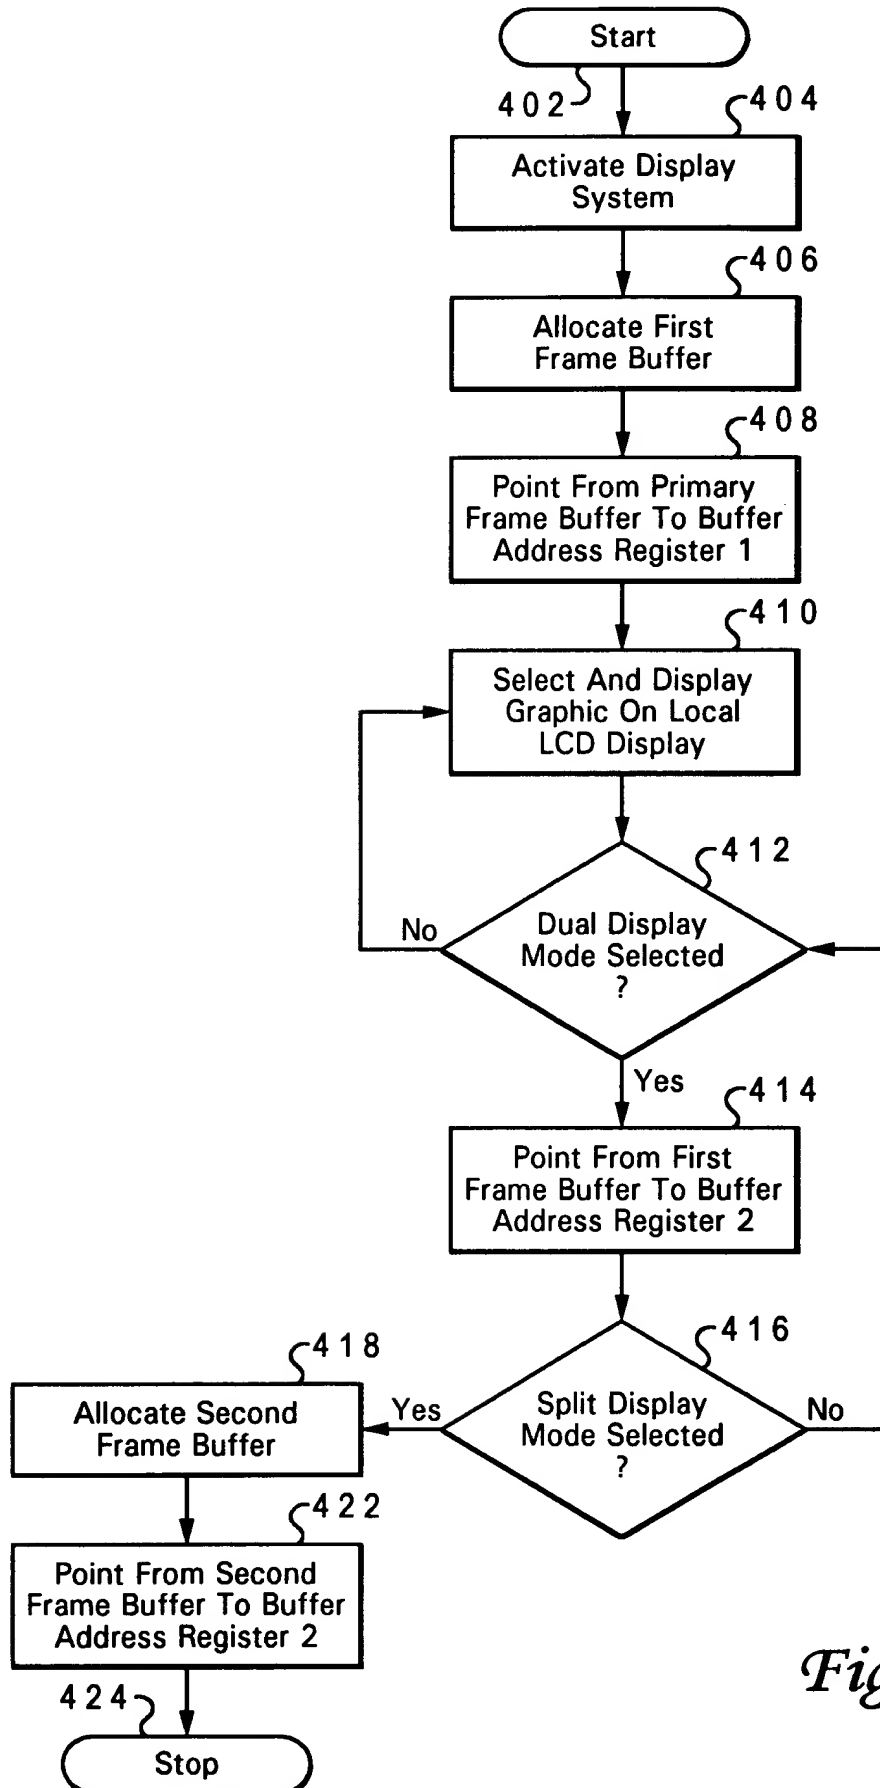 Start
402
404
Activate Display
System
406
Allocate First
Frame Buffer
408
Point From Primary
Frame Buffer To Buffer
Address Register 1
410
Select And Display
Graphic On Local
LCD Display
412
Dual Display
Mode Selected
?
No
Yes
414
Point From First
Frame Buffer To Buffer
Address Register 2
416
Split Display
Mode Selected
?
Yes
No
418
Allocate Second
Frame Buffer
422
Point From Second
Frame Buffer To Buffer
Address Register 2
424
Stop